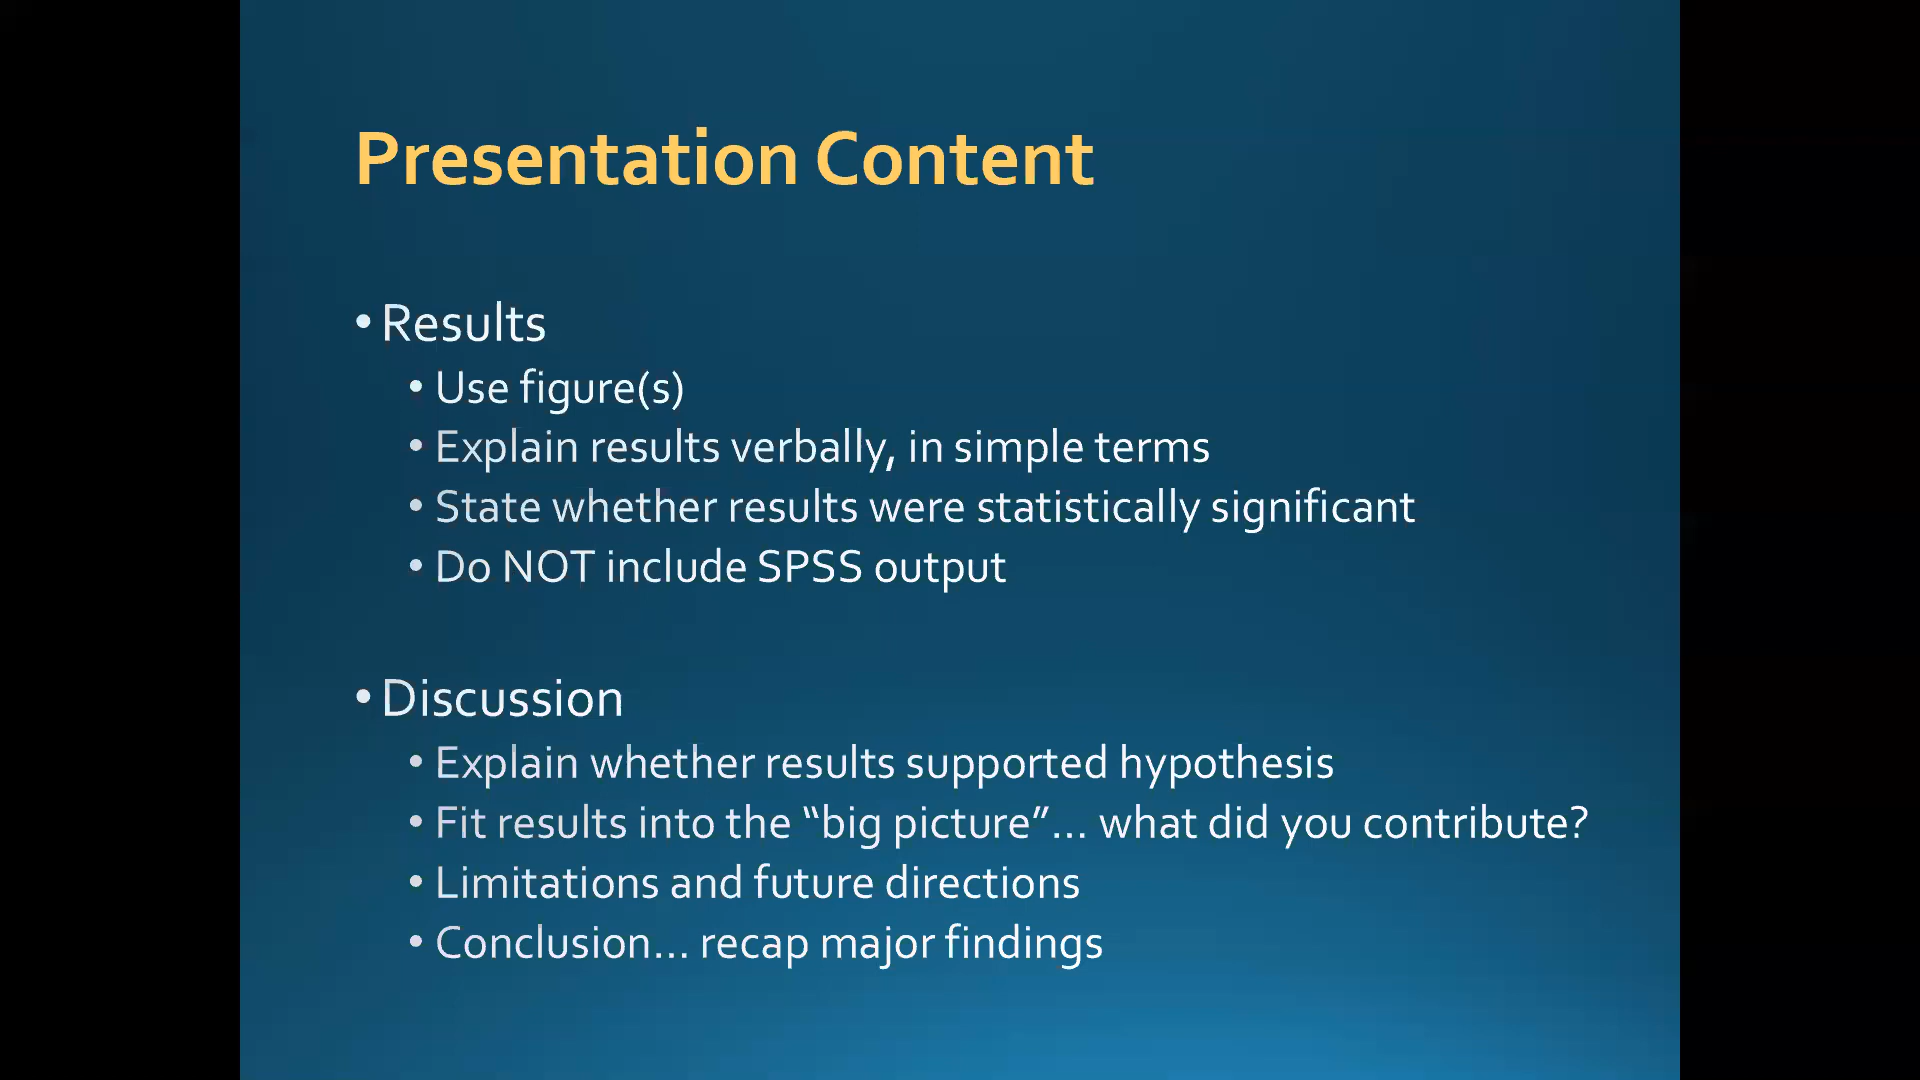 Presentation Content
• Results
• Use figure(s)
• Explain results verbally, in simple terms
• State whether results were statistically significant
• Do NOT include SPSS output
• Discussion
• Explain whether results supported hypothesis
• Fit results into the “big picture”... what did you contribute?
• Limitations and future directions
• Conclusion... recap major findings